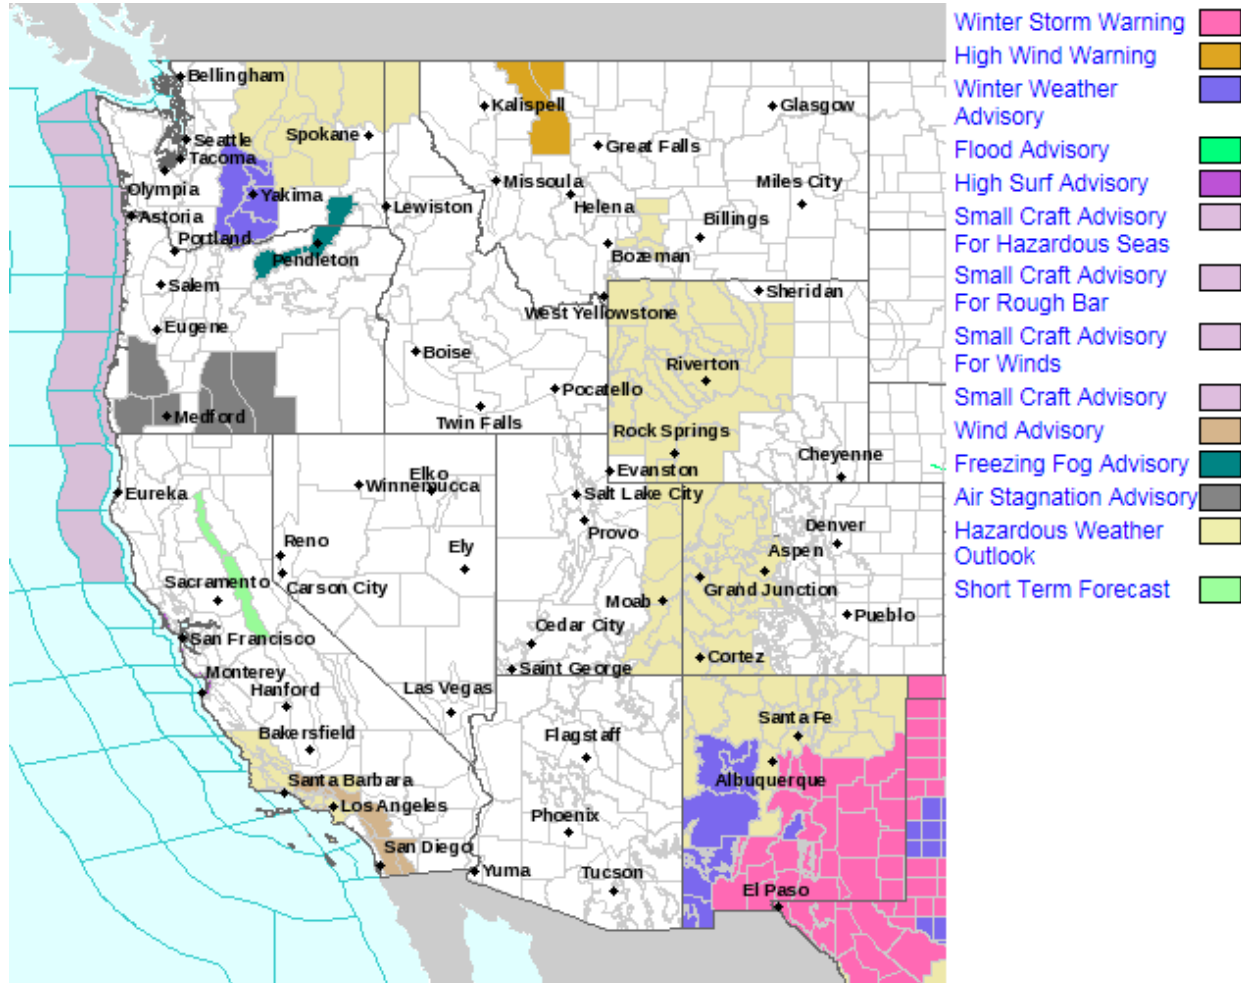 Winter Storm Warning
High Wind Warning
Winter Weather
Advisory
Flood Advisory
High Surf Advisory
Small Craft Advisory
For Hazardous Seas
Small Craft Advisory
For Rough Bar
Small Craft Advisory
For Winds
Small Craft Advisory
Wind Advisory
Freezing Fog Advisory
Air Stagnation Advisory
Hazardous Weather
Outlook
Short Term Forecast
Bellingham
Kalispell
Glasgow
Seattle
Spokane
Great Falls
Tacoma
Olympia
Yakima
Missoula
Miles City
Astoria
Lewiston
Helena
Billings
Portland
Pendleton
Bozeman
Salem
Sheridan
West Yellowstone
Eugene
Boise
Riverton
Medford
Pocatello
Twin Falls
Rock Springs
Cheyenne
Evanston
Elko
Winnemucca
Eureka
Salt Lake City
Provo
Denver
Reno
Ely
Aspen
Sacramento
Carson City
Grand Junction
Moab
Pueblo
San Francisco
Cedar City
Cortez
Saint George
Monterey
Hanford
Las Vegas
Santa Fe
Bakersfield
Flagstaff
Albuquerque
Santa Barbara
Los Angeles
Phoenix
San Diego
Yuma
Tucson
El Paso